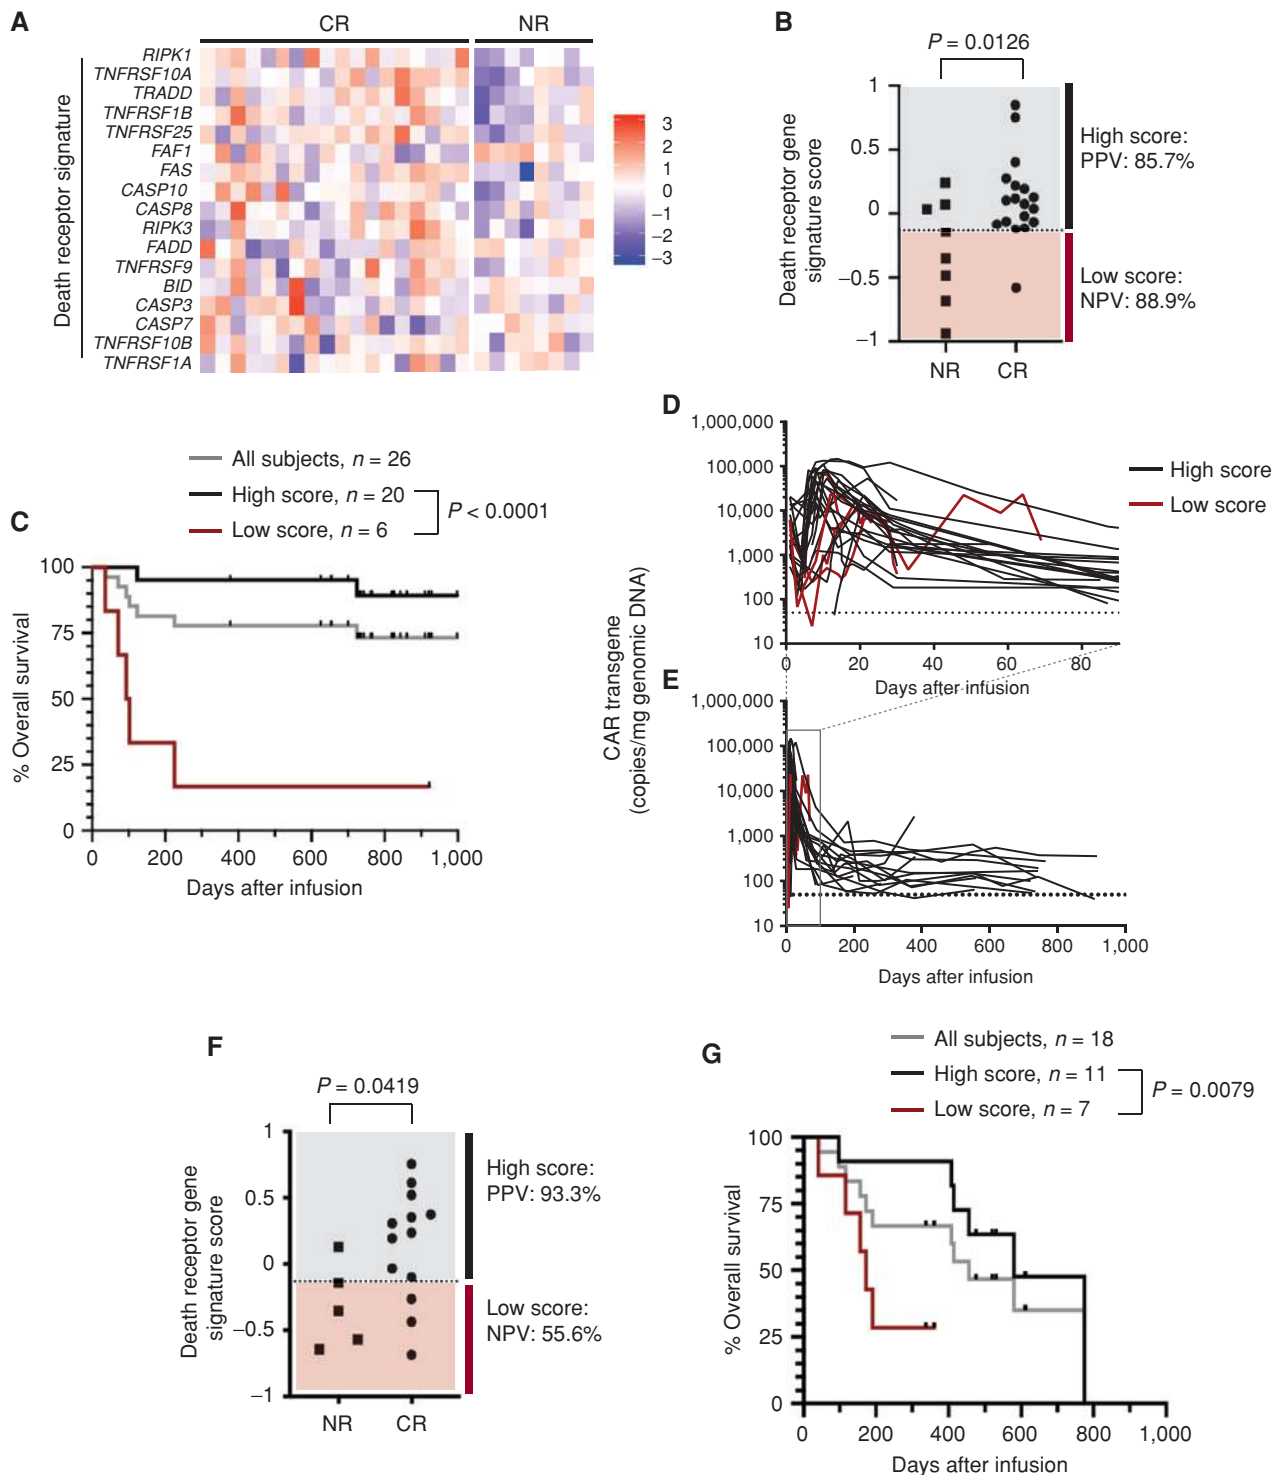 A
CR
NR
Death receptor signature
RIPK1
TNFRSF10A
TRADD
TNFRSF1B
TNFRSF25
FAF1
FAS
CASP10
CASP8
RIPK3
FADD
TNFRSF9
BID
CASP3
CASP7
TNFRSF10B
TNFRSF1A
3
2
1
0
−1
−2
−3
B
P = 0.0126
Death receptor gene
signature score
1
0.5
0
−0.5
−1
NR
CR
High score:
PPV: 85.7%
Low score:
NPV: 88.9%
C
All subjects, n = 26
High score, n = 20
Low score, n = 6
P < 0.0001
% Overall survival
100
75
50
25
0
0
200
400
600
800
1,000
Days after infusion
D
CAR transgene
(copies/mg genomic DNA)
1,000,000
100,000
10,000
1,000
100
10
0
20
40
60
80
Days after infusion
High score
Low score
E
1,000,000
100,000
10,000
1,000
100
10
0
200
400
600
800
1,000
Days after infusion
F
P = 0.0419
Death receptor gene
signature score
1
0.5
0
−0.5
−1
NR
CR
High score:
PPV: 93.3%
Low score:
NPV: 55.6%
G
All subjects, n = 18
High score, n = 11
Low score, n = 7
P = 0.0079
% Overall survival
100
75
50
25
0
0
200
400
600
800
1,000
Days after infusion